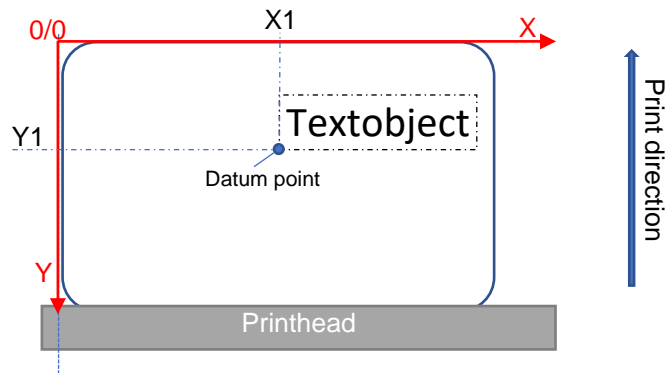 X1
0/0
X
Textobject
Y1
Datum point
Print direction
Y
Printhead